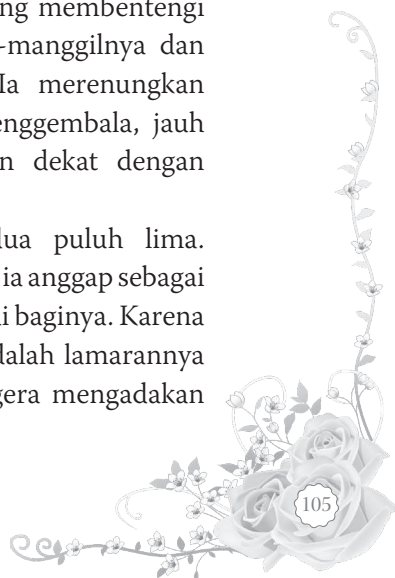 ng membentengi
-manggilnya dan
Ia merenungkan
enggembala, jauh
n dekat dengan
lua puluh lima.
ia anggap sebagai
i baginya. Karena
dalah lamarannya
gera mengadakan
105